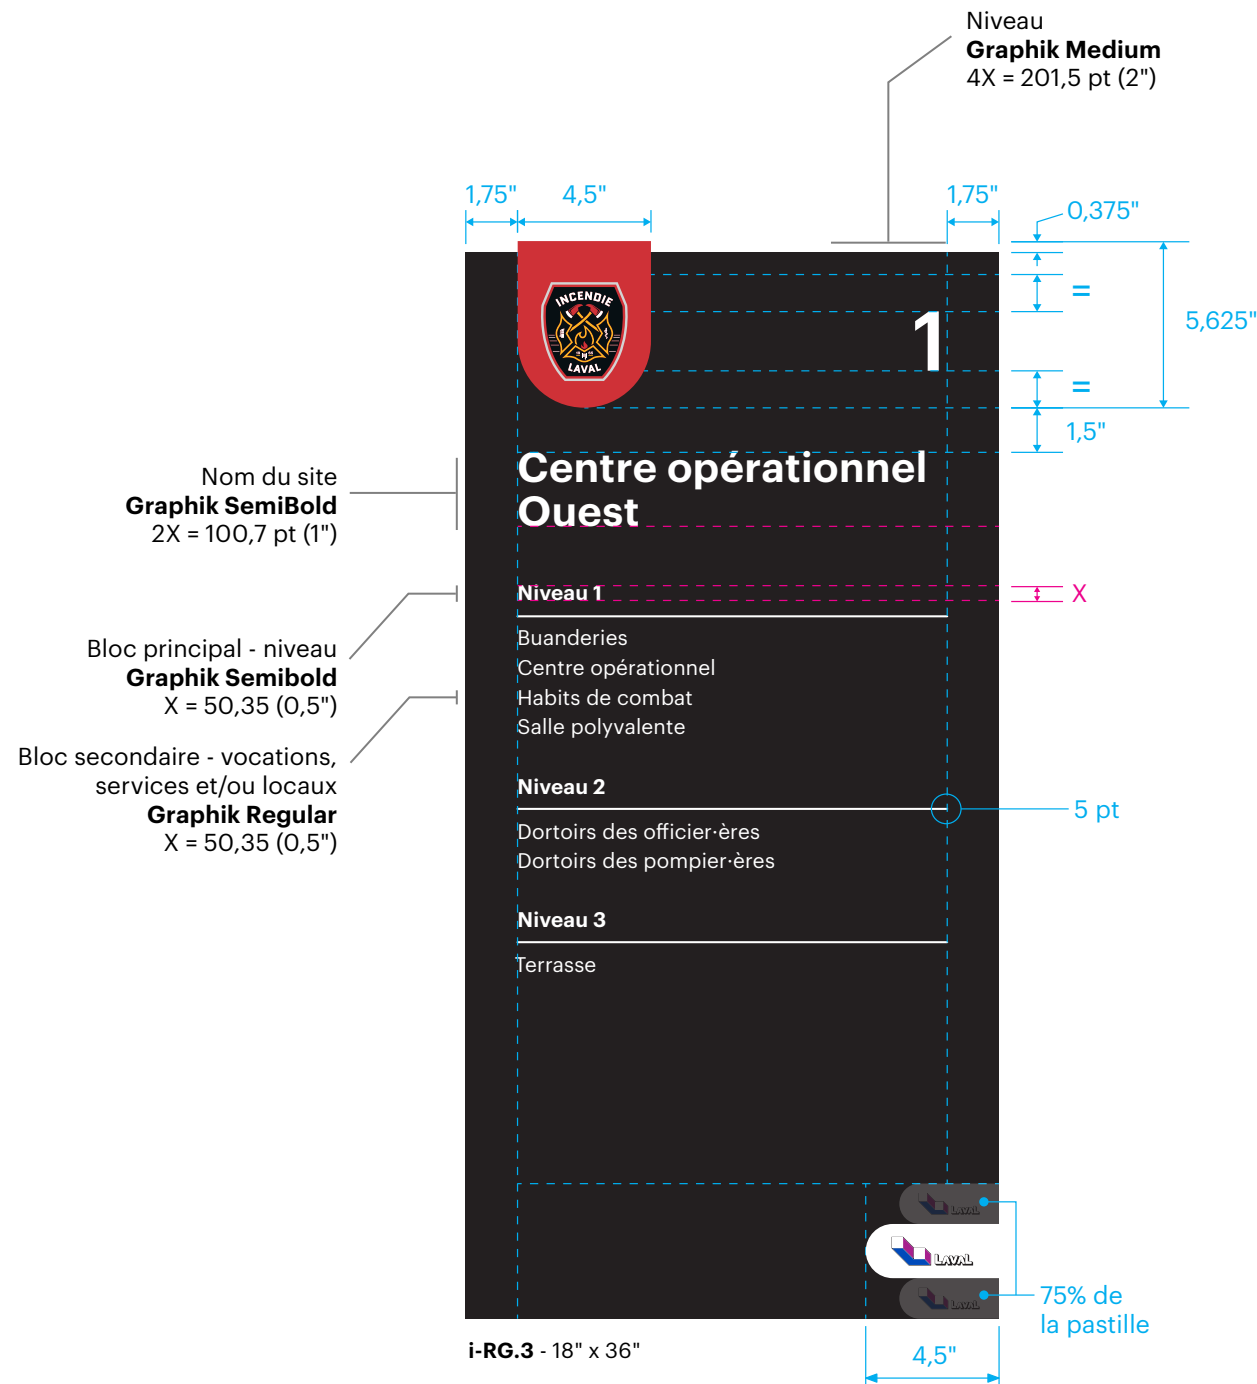 Niveau
Graphik Medium
4X = 201,5 pt (2")
1,75"
4,5"
1,75"
0,375"
=
5,625"
INCENDIE
LAVAL
1
=
1,5"
Nom du site
Graphik SemiBold
2X = 100,7 pt (1")
Centre opérationnel
Ouest
Bloc principal - niveau
Graphik Semibold
X = 50,35 (0,5")
Niveau 1
X
Buanderies
Centre opérationnel
Habits de combat
Salle polyvalente
Bloc secondaire - vocations,
services et/ou locaux
Graphik Regular
X = 50,35 (0,5")
Niveau 2
5 pt
Dortoirs des officier·ères
Dortoirs des pompier·ères
Niveau 3
Terrasse
LAVAL
LAVAL
LAVAL
75% de
la pastille
i-RG.3 - 18" x 36"
4,5"